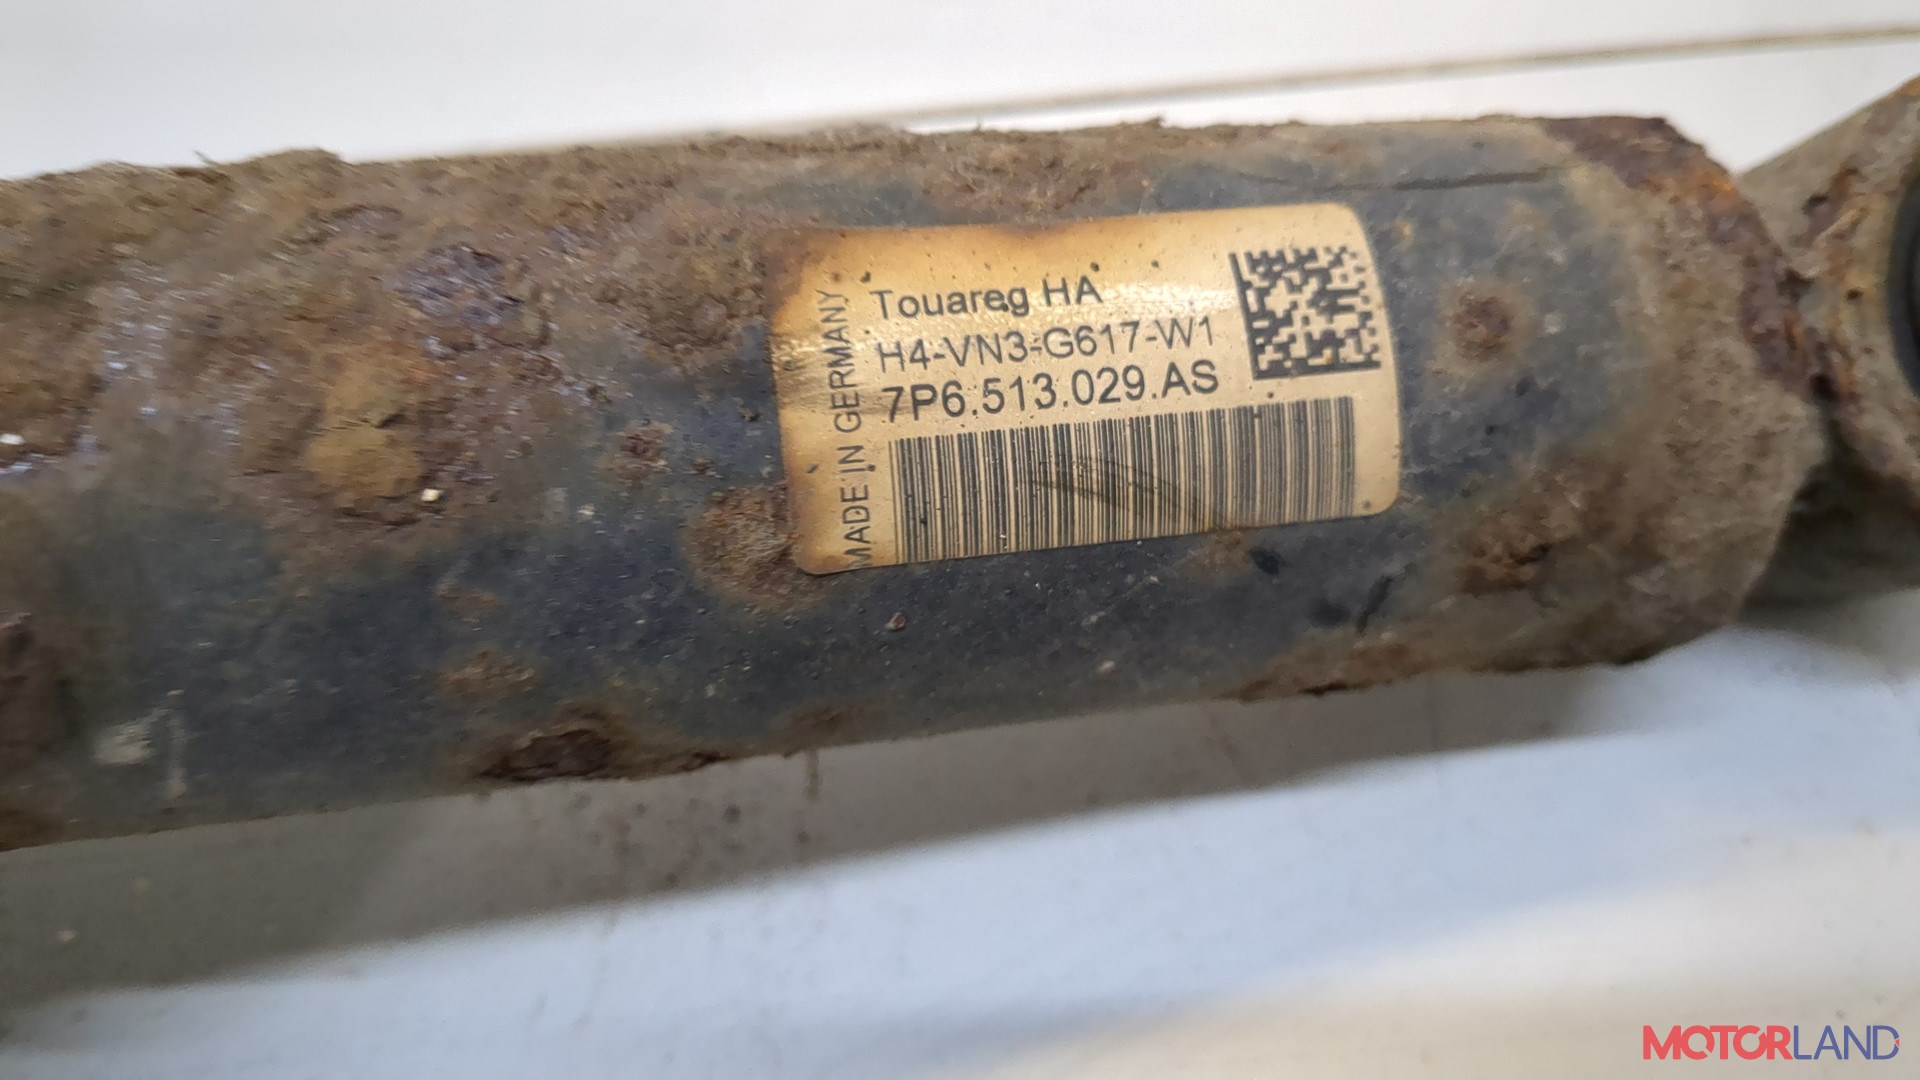 Touareg HA
H4-VN3-G617-W1
7P6.513.029.AS
MADE IN GERMANY
MOTORLAND